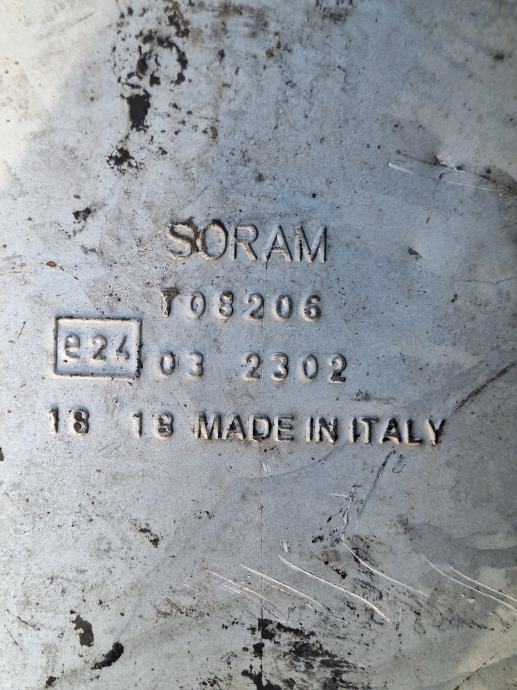 SORAM
T08206
e24 03 2302
18 18 MADE IN ITALY